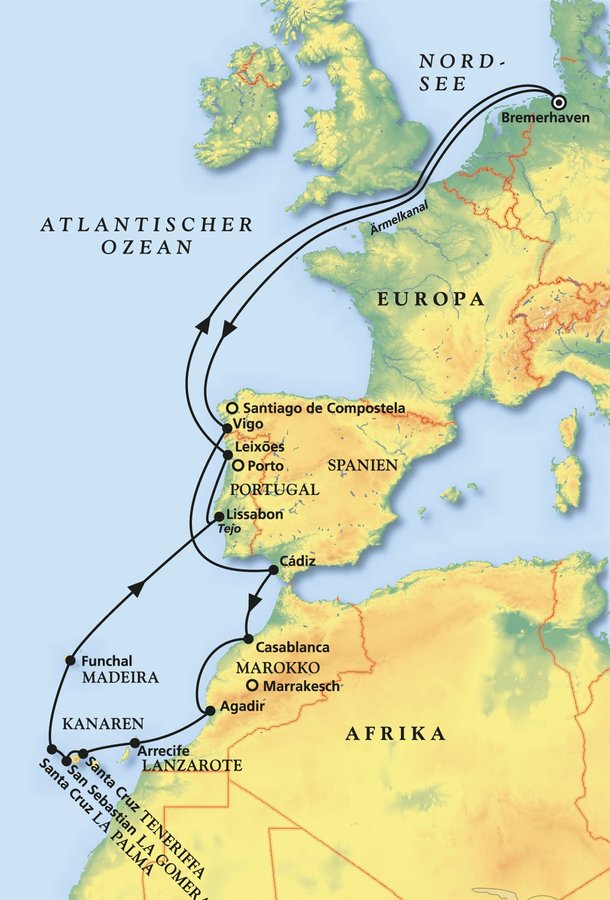 NORD-
SEE
Bremerhaven
ATLANTISCHER
OZEAN
Ärmelkanal
EUROPA
Santiago de Compostela
Vigo
Leixões
Porto
SPANIEN
PORTUGAL
Lissabon
Tejo
Cádiz
Casablanca
Funchal
MADEIRA
MAROKKO
Marrakesch
Agadir
KANAREN
AFRIKA
Arrecife
LANZAROTE
Santa Cruz TENERIFFA
San Sebastian LA GOMERA
Santa Cruz LA PALMA